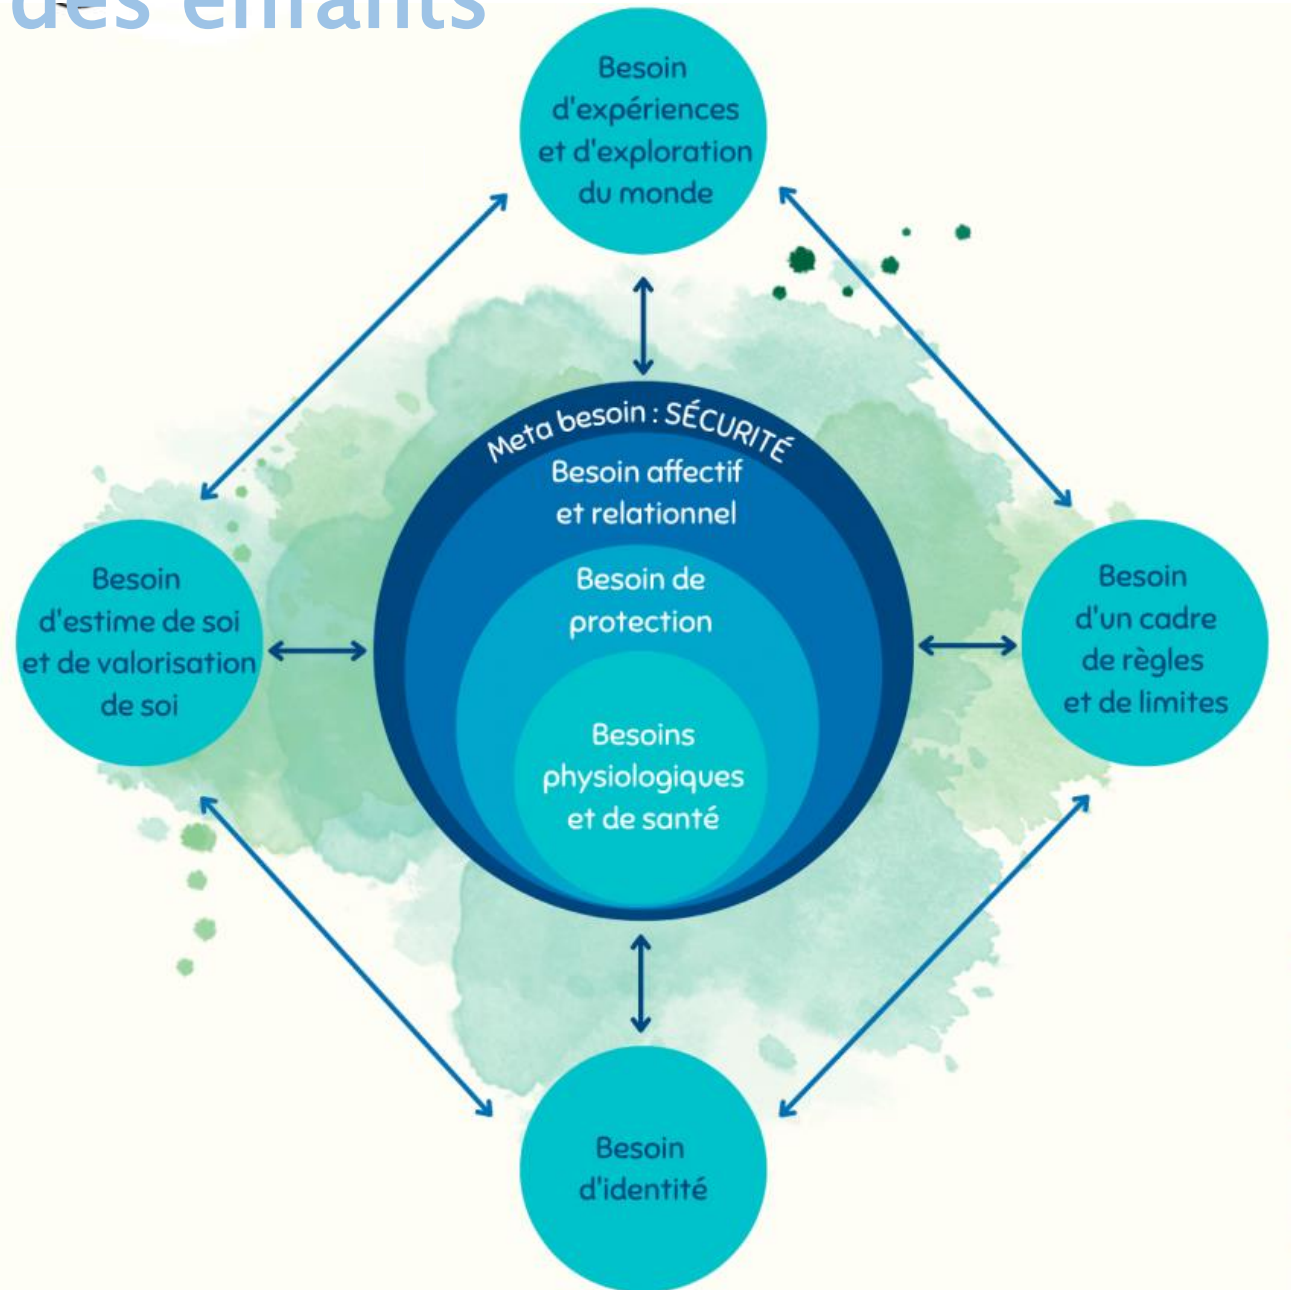 des enfants
Besoin
d'expériences
et d'exploration
du monde
Meta besoin : SÉCURITÉ
Besoin affectif
et relationnel
Besoin de
protection
Besoins
physiologiques
et de santé
Besoin
d'estime de soi
et de valorisation
de soi
Besoin
d'un cadre
de règles
et de limites
Besoin
d'identité